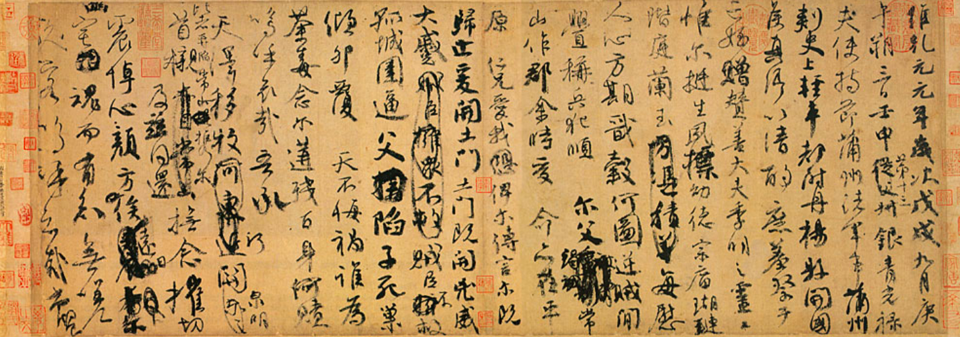 維乾元元年歲次戊戌九月庚
午朔三日壬申第十三叔銀青光祿
夫使持節蒲州諸軍事蒲州
刺史上輕車都尉丹楊縣開國
侯真卿以清酌庶羞祭于
亡姪贈贊善大夫季明之靈曰
惟爾挺生夙標幼德宗廟瑚璉
階庭蘭玉每慰
人心方期戩穀何圖逆賊閒
釁稱兵犯順爾父竭誠常
山作郡余時受命亦在平
原仁兄愛我俾爾傳言爾既
歸止爰開土門土門既開凶威
大蹙賊臣不救
孤城圍逼父陷子死巢
傾卵覆天不悔禍誰為
荼毒念爾遘殘百身何贖
嗚乎哀哉吾承
天澤移牧河關泉明
比者再陷常山攜爾
首櫬及茲同還撫念摧切
震悼心顏方俟遠日
宅魂而有知無嗟
久客嗚呼哀哉尚饗